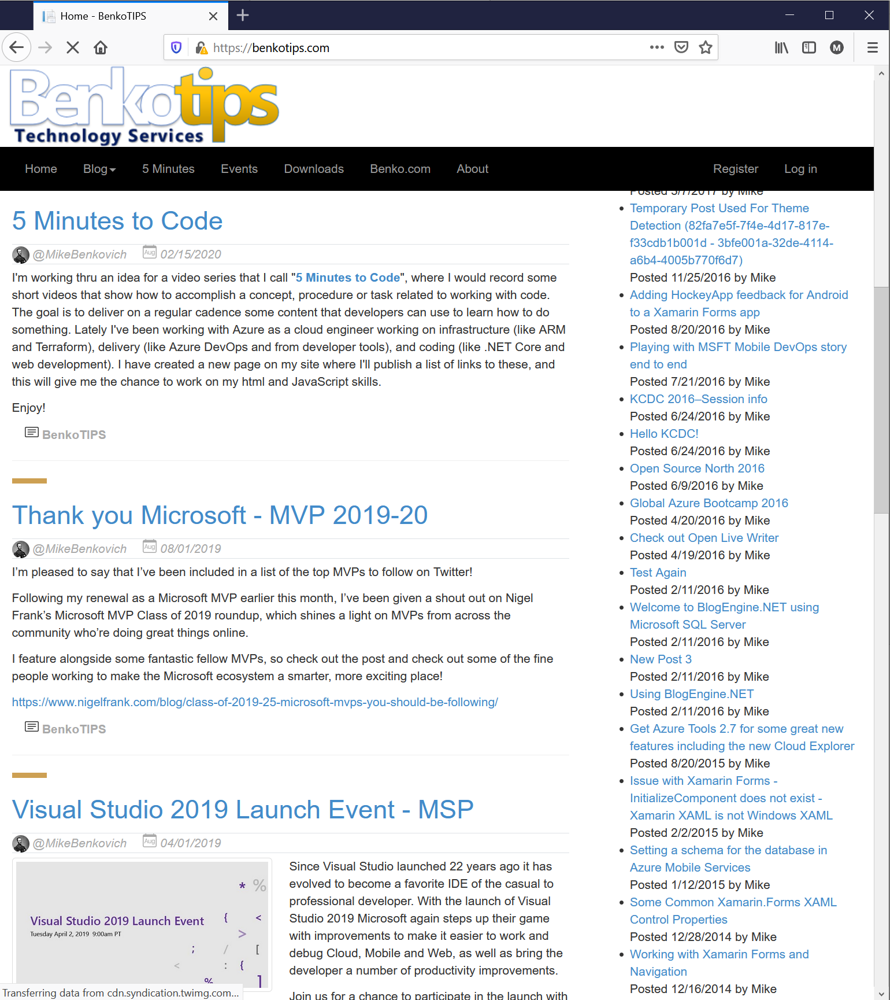 Home - BenkoTIPS
https://benkotips.com
M
Benkotips
Technology Services
Home Blog 5 Minutes Events Downloads Benko.com About Register Log in
5 Minutes to Code
@MikeBenkovich Aug 02/15/2020
I'm working thru an idea for a video series that I call "5 Minutes to Code", where I would record some
short videos that show how to accomplish a concept, procedure or task related to working with code.
The goal is to deliver on a regular cadence some content that developers can use to learn how to do
something. Lately I've been working with Azure as a cloud engineer working on infrastructure (like ARM
and Terraform), delivery (like Azure DevOps and from developer tools), and coding (like .NET Core and
web development). I have created a new page on my site where I'll publish a list of links to these, and
this will give me the chance to work on my html and JavaScript skills.
Enjoy!
BenkoTIPS
Thank you Microsoft - MVP 2019-20
@MikeBenkovich Aug 08/01/2019
I’m pleased to say that I’ve been included in a list of the top MVPs to follow on Twitter!
Following my renewal as a Microsoft MVP earlier this month, I’ve been given a shout out on Nigel
Frank’s Microsoft MVP Class of 2019 roundup, which shines a light on MVPs from across the
community who’re doing great things online.
I feature alongside some fantastic fellow MVPs, so check out the post and check out some of the fine
people working to make the Microsoft ecosystem a smarter, more exciting place!
https://www.nigelfrank.com/blog/class-of-2019-25-microsoft-mvps-you-should-be-following/
BenkoTIPS
Visual Studio 2019 Launch Event - MSP
@MikeBenkovich Aug 04/01/2019
* %
Visual Studio 2019 Launch Event { <
Tuesday April 2, 2019 9:00am PT
>
; / [
< : {
% ]
Since Visual Studio launched 22 years ago it has
evolved to become a favorite IDE of the casual to
professional developer. With the launch of Visual
Studio 2019 Microsoft again steps up their game
with improvements to make it easier to work and
debug Cloud, Mobile and Web, as well as bring the
developer a number of productivity improvements.
Join us for a chance to participate in the launch with
Transferring data from cdn.syndication.twimg.com...
Posted 3/7/2017 by Mike
Temporary Post Used For Theme
Detection (82fa7e5f-7f4e-4d17-817e-
f33cdb1b001d - 3bfe001a-32de-4114-
a6b4-4005b770f6d7)
Posted 11/25/2016 by Mike
Adding HockeyApp feedback for Android
to a Xamarin Forms app
Posted 8/20/2016 by Mike
Playing with MSFT Mobile DevOps story
end to end
Posted 7/21/2016 by Mike
KCDC 2016–Session info
Posted 6/24/2016 by Mike
Hello KCDC!
Posted 6/24/2016 by Mike
Open Source North 2016
Posted 6/9/2016 by Mike
Global Azure Bootcamp 2016
Posted 4/20/2016 by Mike
Check out Open Live Writer
Posted 4/19/2016 by Mike
Test Again
Posted 2/11/2016 by Mike
Welcome to BlogEngine.NET using
Microsoft SQL Server
Posted 2/11/2016 by Mike
New Post 3
Posted 2/11/2016 by Mike
Using BlogEngine.NET
Posted 2/11/2016 by Mike
Get Azure Tools 2.7 for some great new
features including the new Cloud Explorer
Posted 8/20/2015 by Mike
Issue with Xamarin Forms -
InitializeComponent does not exist -
Xamarin XAML is not Windows XAML
Posted 2/2/2015 by Mike
Setting a schema for the database in
Azure Mobile Services
Posted 1/12/2015 by Mike
Some Common Xamarin.Forms XAML
Control Properties
Posted 12/28/2014 by Mike
Working with Xamarin Forms and
Navigation
Posted 12/16/2014 by Mike